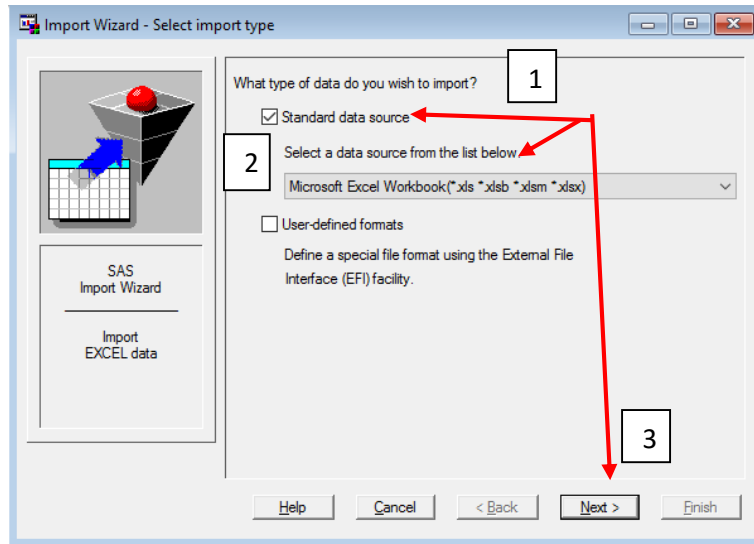 Import Wizard - Select import type
What type of data do you wish to import?
1
Standard data source
2
Select a data source from the list below
Microsoft Excel Workbook(*.xls *.xlsb *.xlsm *.xlsx)
User-defined formats
Define a special file format using the External File
Interface (EFI) facility.
SAS
Import Wizard
Import
EXCEL data
3
Help
Cancel
< Back
Next >
Finish